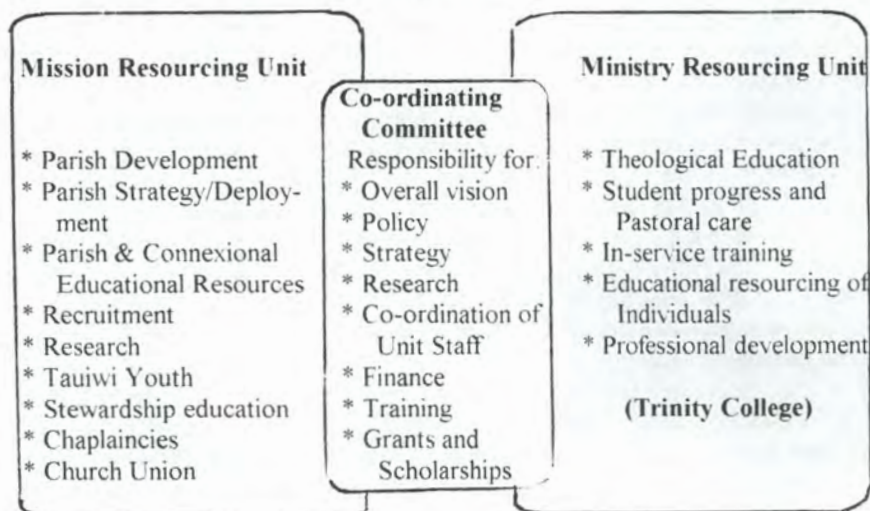 Mission Resourcing Unit
* Parish Development
* Parish Strategy/Deploy-
ment
* Parish & Connexional
Educational Resources
* Recruitment
* Research
* Tauiwi Youth
* Stewardship education
* Chaplaincies
* Church Union
Co-ordinating
Committee
Responsibility for:
* Overall vision
* Policy
* Strategy
* Research
* Co-ordination of
Unit Staff
* Finance
* Training
* Grants and
Scholarships
Ministry Resourcing Unit
* Theological Education
* Student progress and
Pastoral care
* In-service training
* Educational resourcing of
Individuals
* Professional development
(Trinity College)